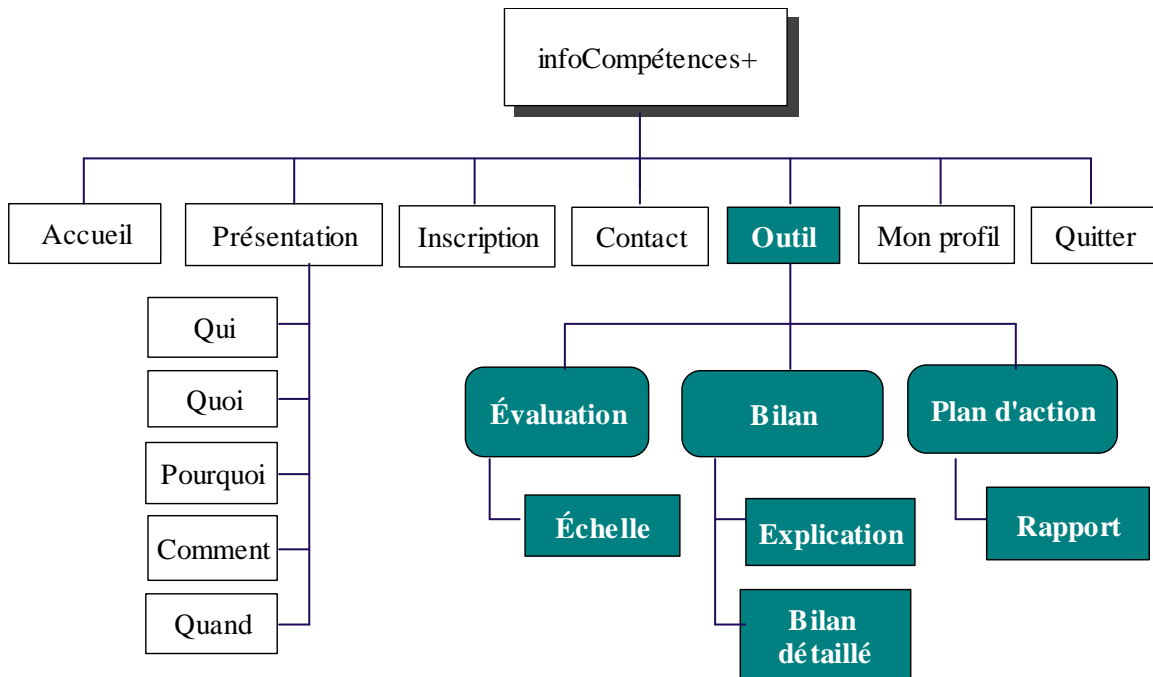 infoCompétences+
Accueil
Présentation
Inscription
Contact
Outil
Mon profil
Quitter
Qui
Quoi
Pourquoi
Comment
Quand
Évaluation
Bilan
Plan d'action
Échelle
Explication
Rapport
Bilan
détaillé